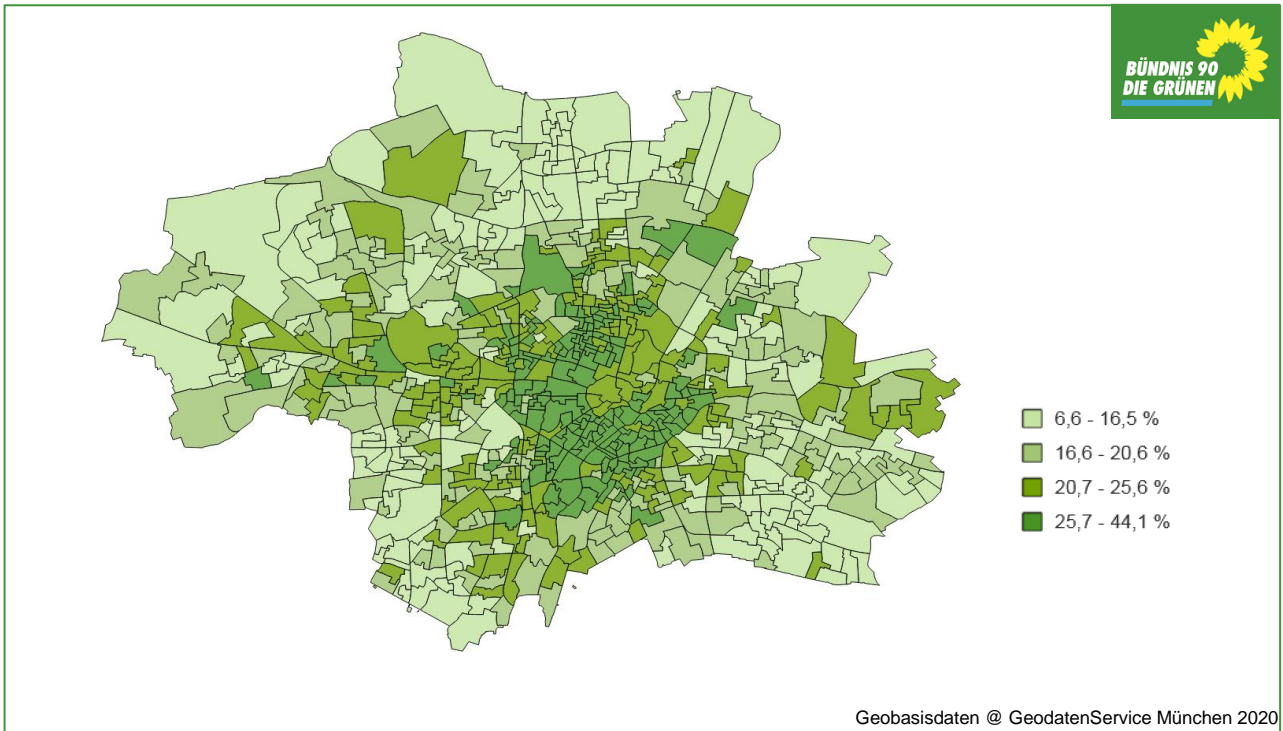 BÜNDNIS 90
DIE GRÜNEN
6,6 - 16,5 %
16,6 - 20,6 %
20,7 - 25,6 %
25,7 - 44,1 %
Geobasisdaten @ GeodatenService München 2020